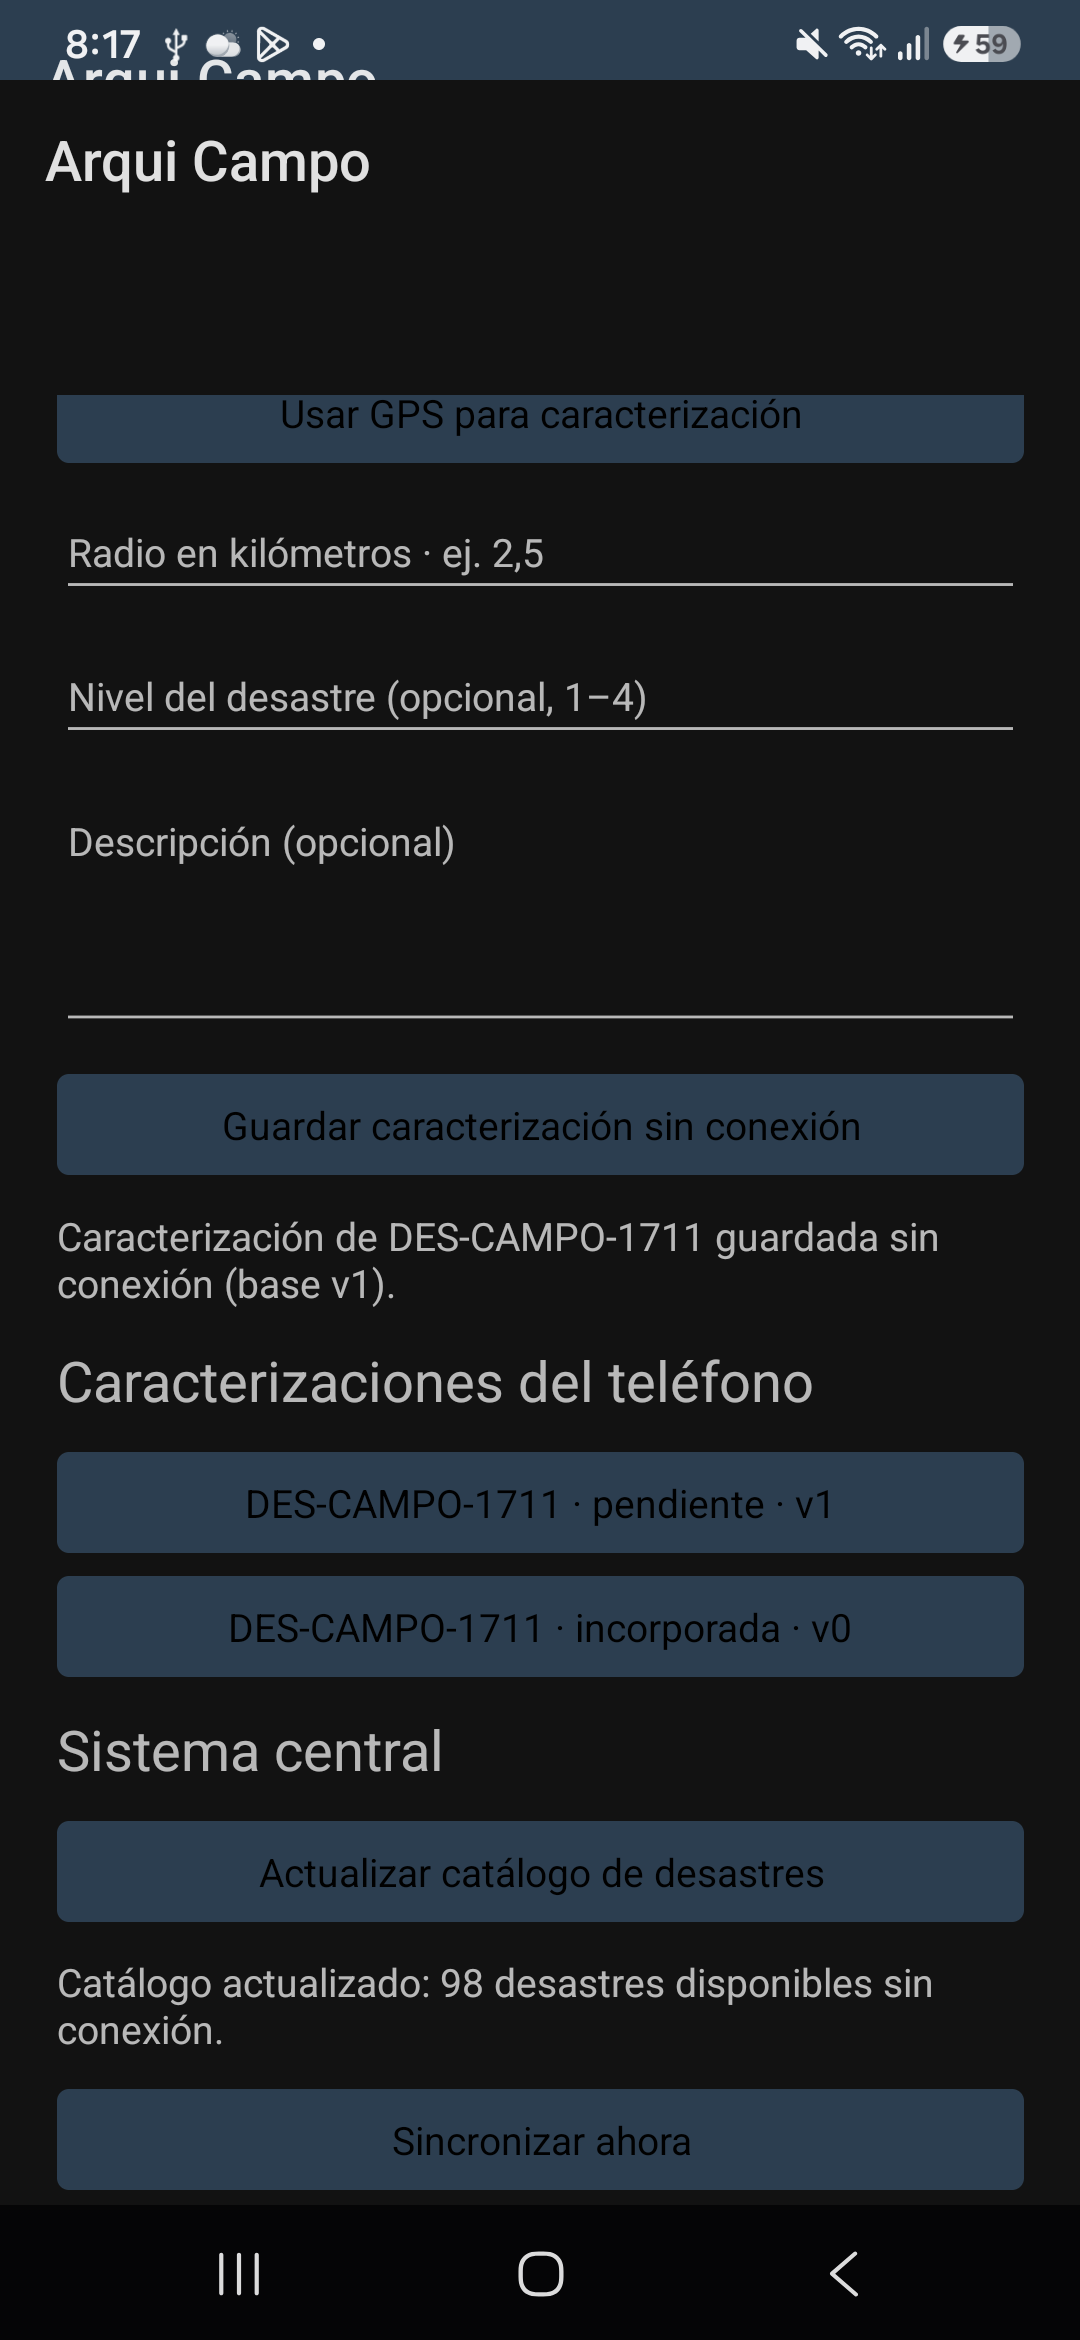 8:17
59
Arqui Campo
Arqui Campo
Usar GPS para caracterización
Radio en kilómetros · ej. 2,5
Nivel del desastre (opcional, 1–4)
Descripción (opcional)
Guardar caracterización sin conexión
Caracterización de DES-CAMPO-1711 guardada sin
conexión (base v1).
Caracterizaciones del teléfono
DES-CAMPO-1711 · pendiente · v1
DES-CAMPO-1711 · incorporada · v0
Sistema central
Actualizar catálogo de desastres
Catálogo actualizado: 98 desastres disponibles sin
conexión.
Sincronizar ahora